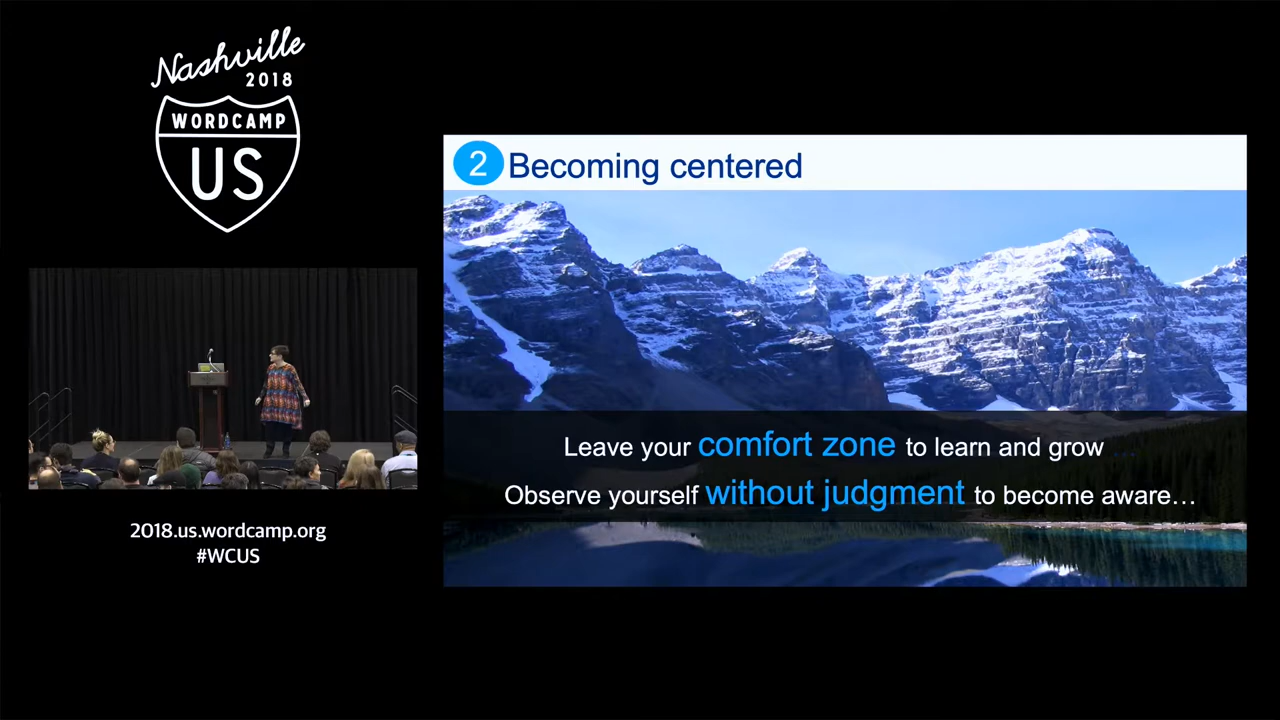 Nashville
2018
WORDCAMP
US
2018.us.wordcamp.org
#WCUS
2 Becoming centered
Leave your comfort zone to learn and grow ...
Observe yourself without judgment to become aware...